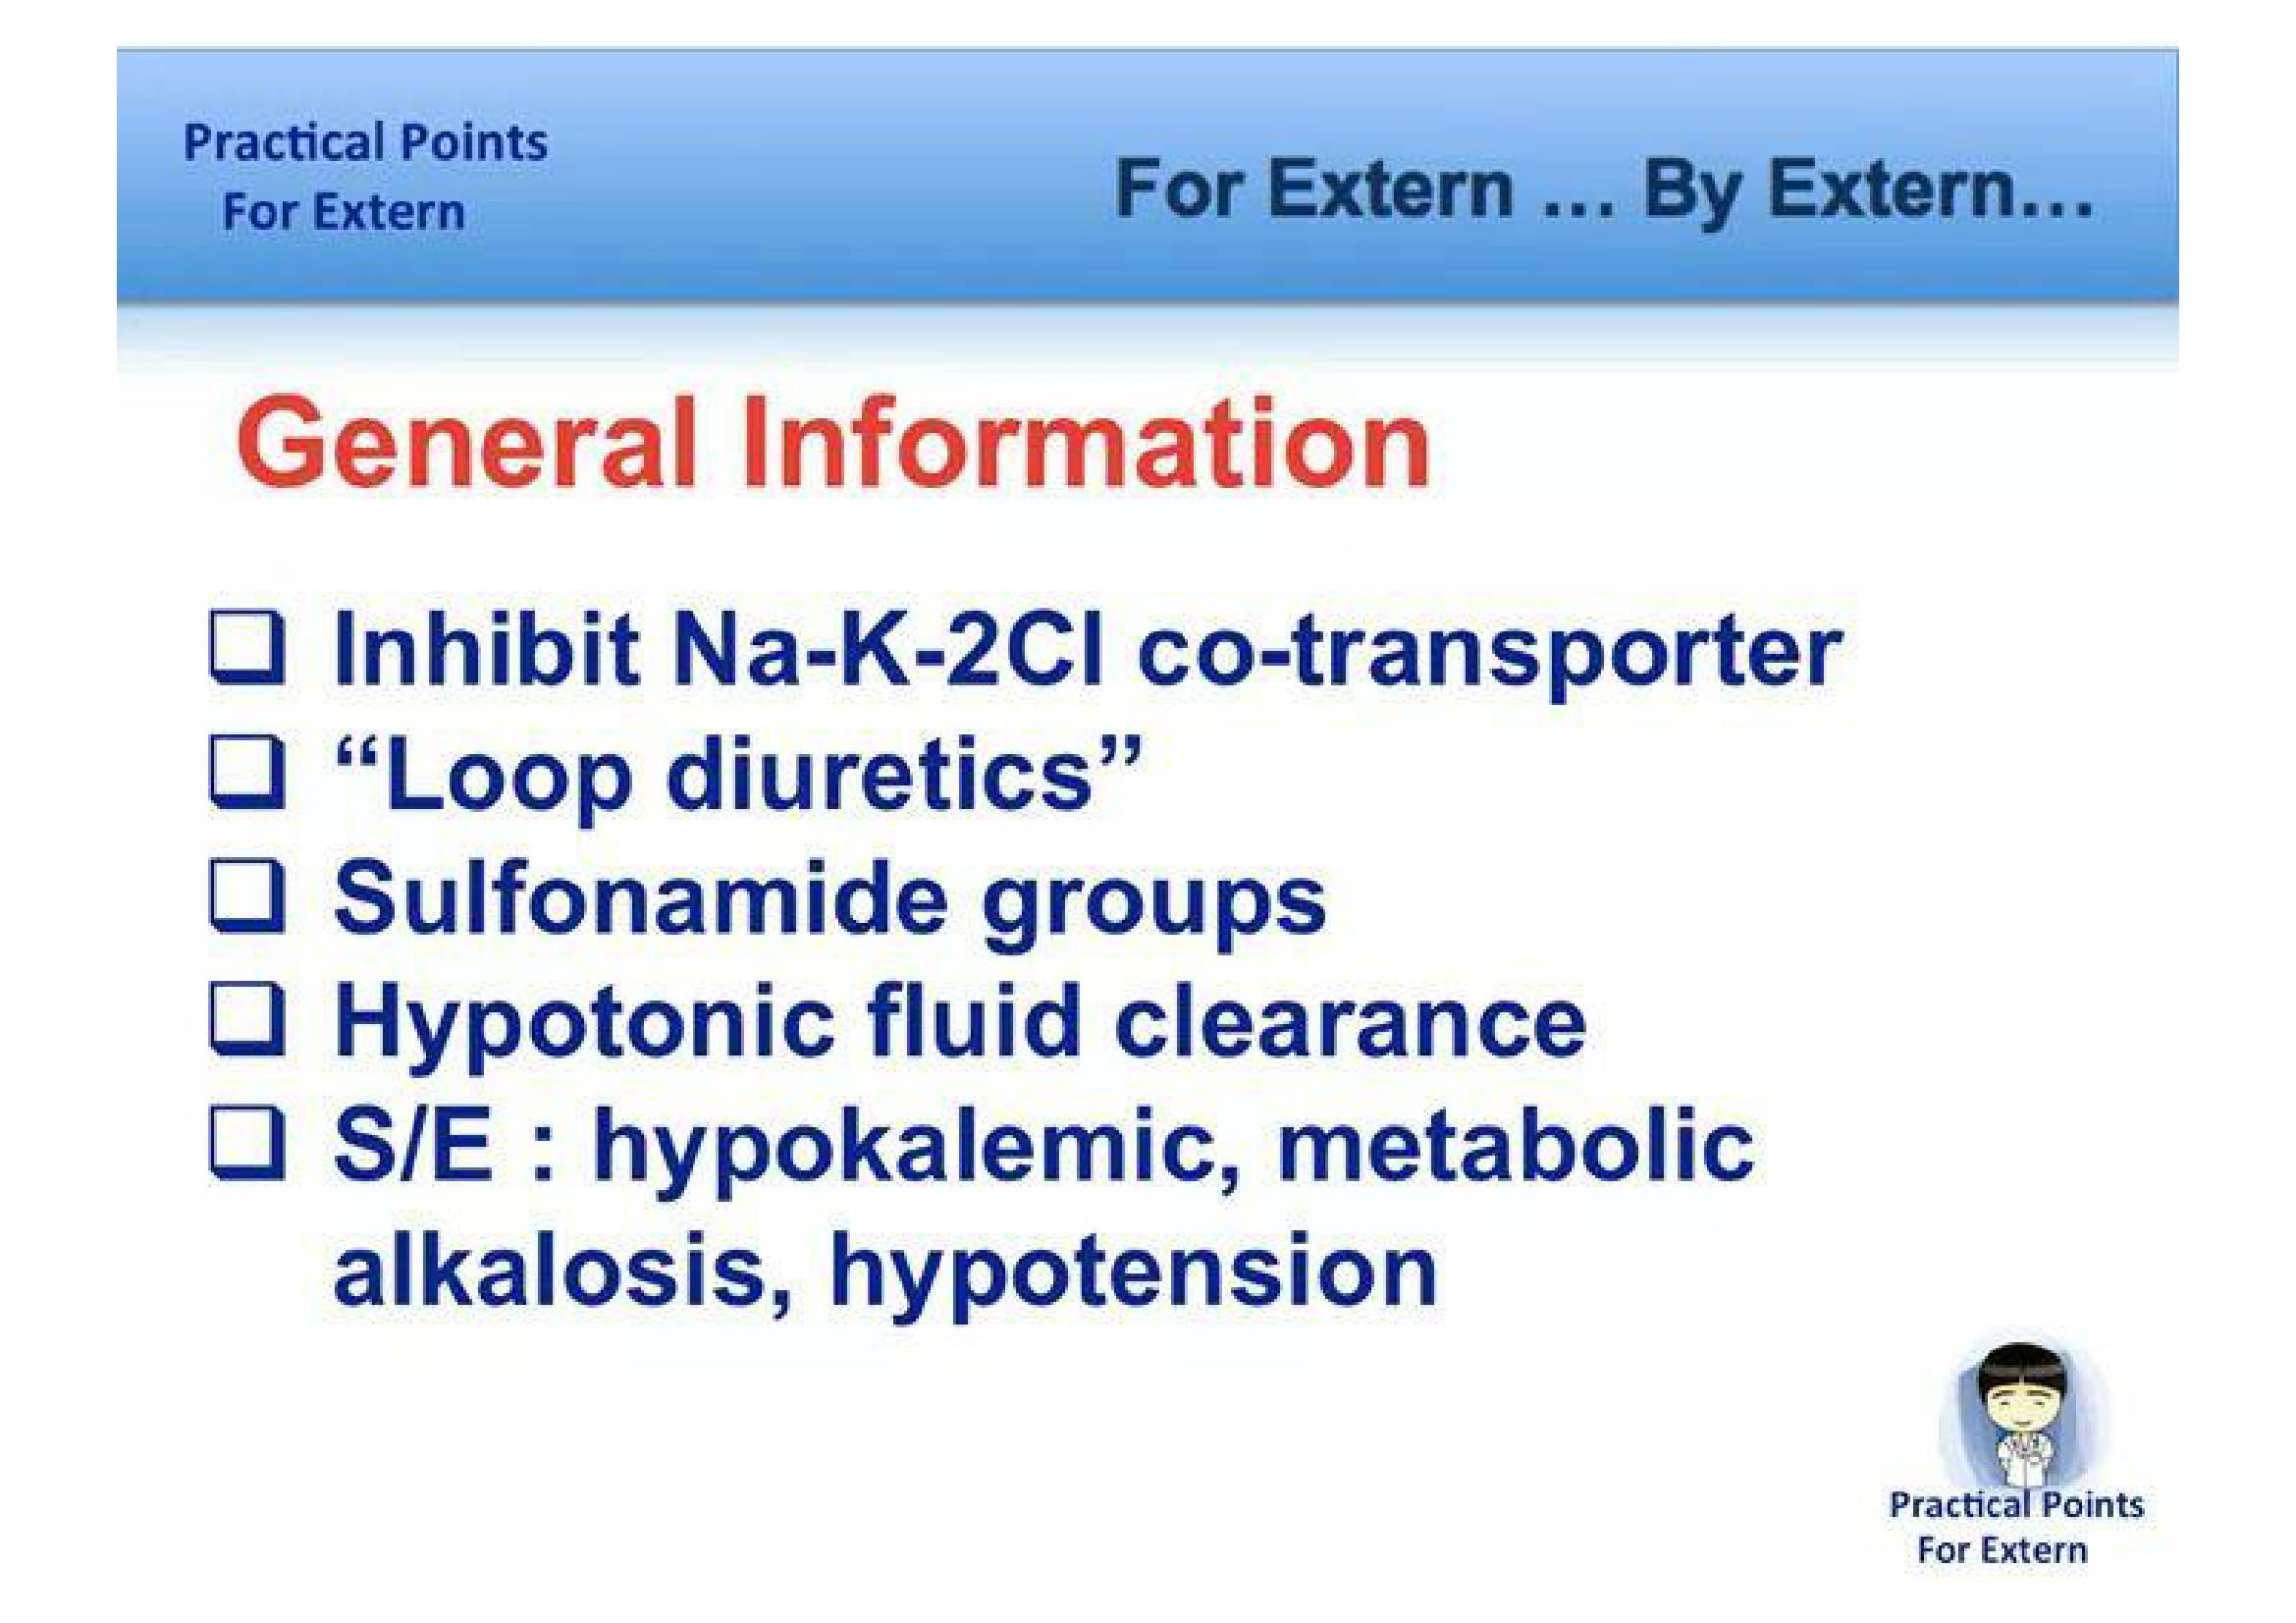 Practical Points
For Extern
For Extern ... By Extern...
General Information
❑ Inhibit Na-K-2Cl co-transporter
❑ “Loop diuretics”
❑ Sulfonamide groups
❑ Hypotonic fluid clearance
❑ S/E : hypokalemic, metabolic
alkalosis, hypotension
Practical Points
For Extern